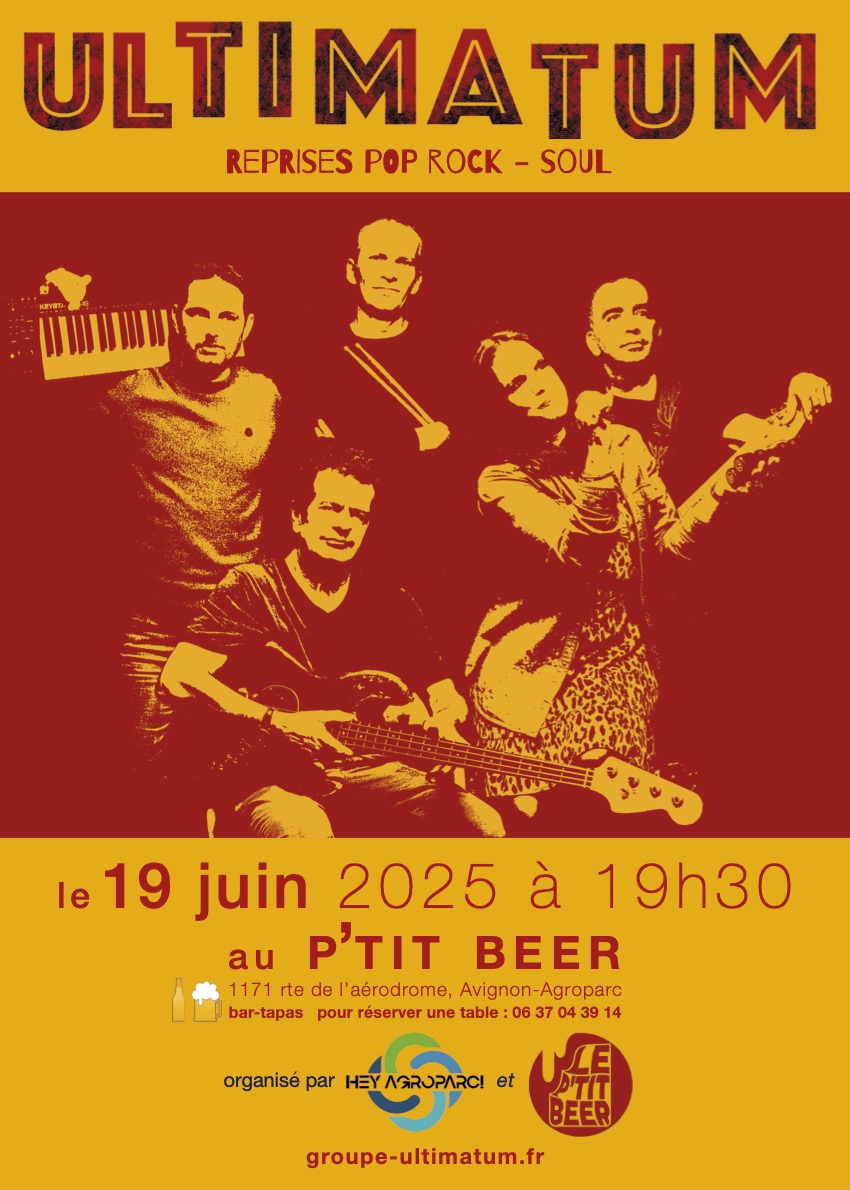 ULTIMATUM
REPRISES POP ROCK – SOUL
le 19 juin 2025 à 19h30
au P'TIT BEER
1171 rte de l'aérodrome, Avignon-Agroparc
bar-tapas pour réserver une table : 06 37 04 39 14
organisé par HEY AGROPARC! et LE P'TIT BEER
groupe-ultimatum.fr